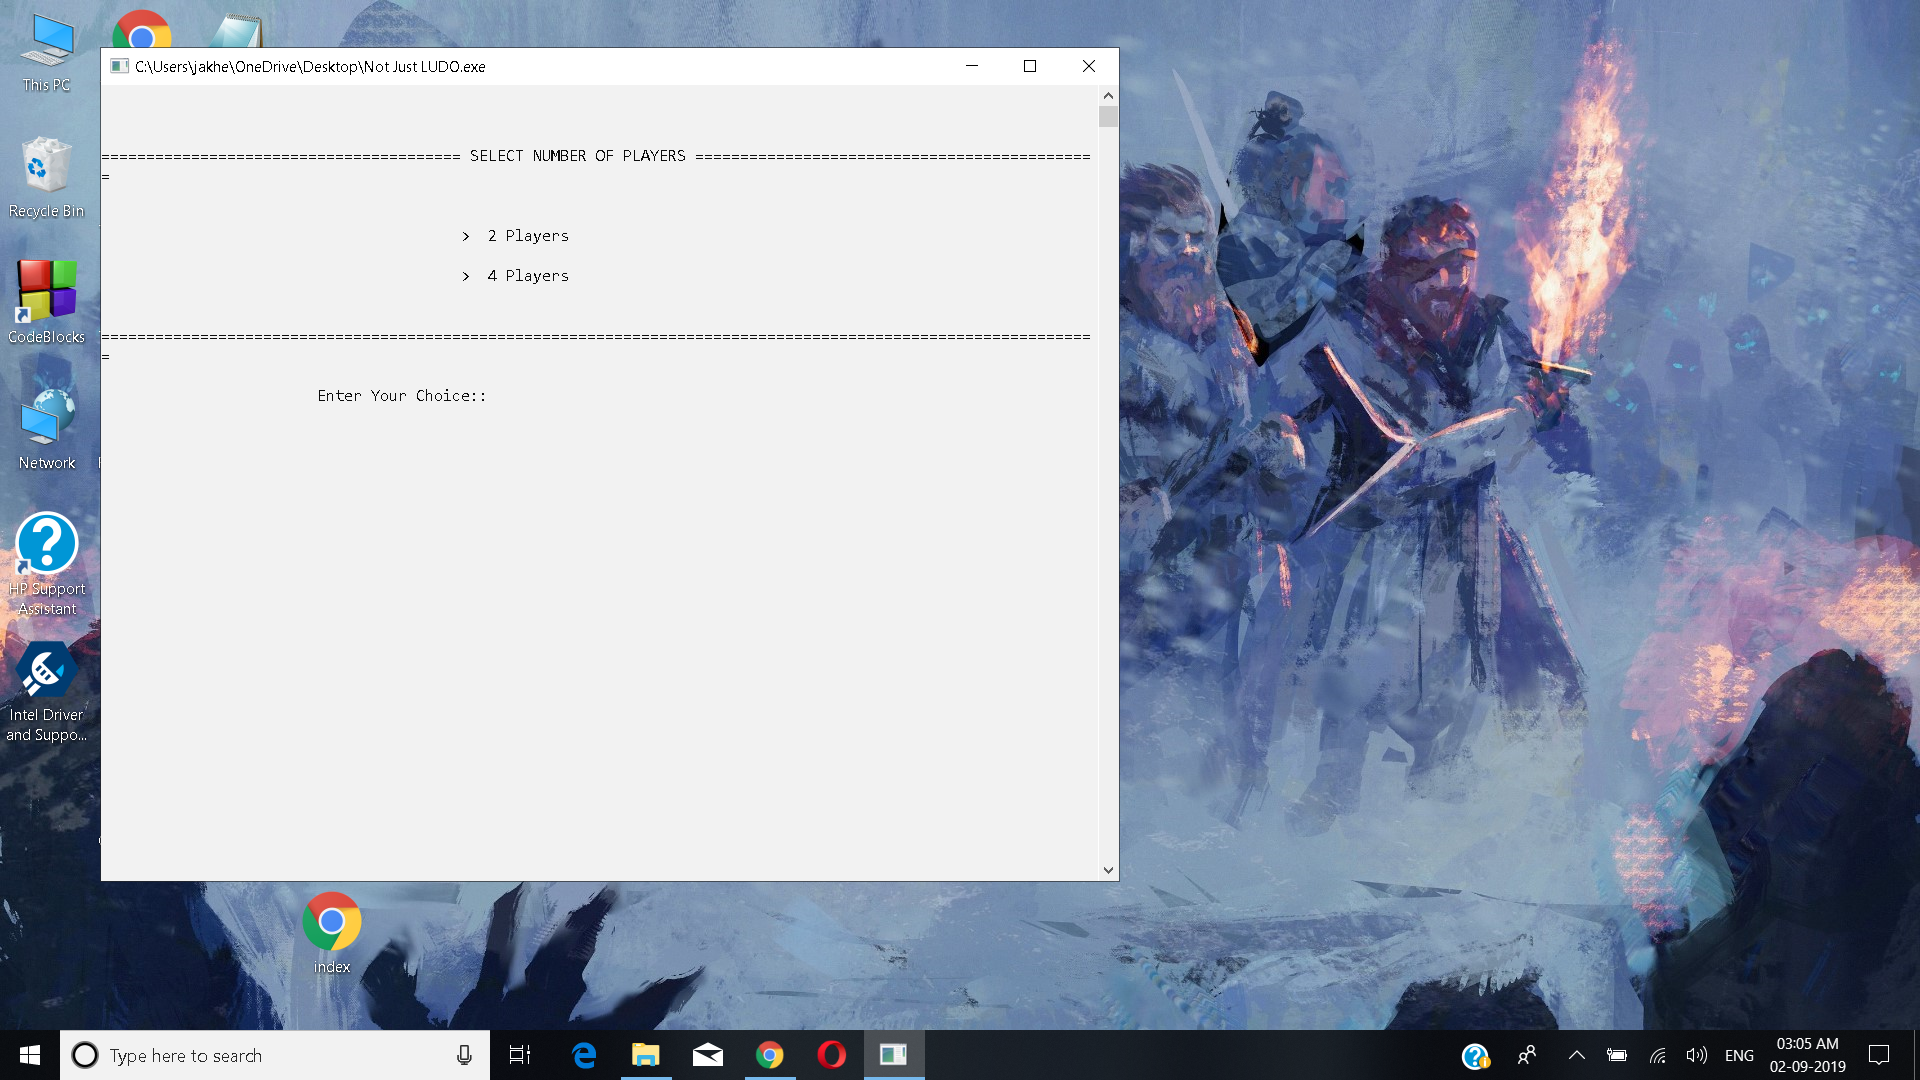 This PC
Recycle Bin
CodeBlocks
Network
HP Support
Assistant
Intel Driver
and Suppo...
C:\Users\jakhe\OneDrive\Desktop\Not Just LUDO.exe
======================================== SELECT NUMBER OF PLAYERS ============================================
=
> 2 Players
> 4 Players
==============================================================================================================
=
Enter Your Choice::
index
Type here to search
ENG
03:05 AM
02-09-2019